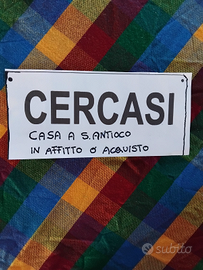 CERCASI
CASA A S. ANTIOCO
IN AFFITTO O ACQUISTO
subito